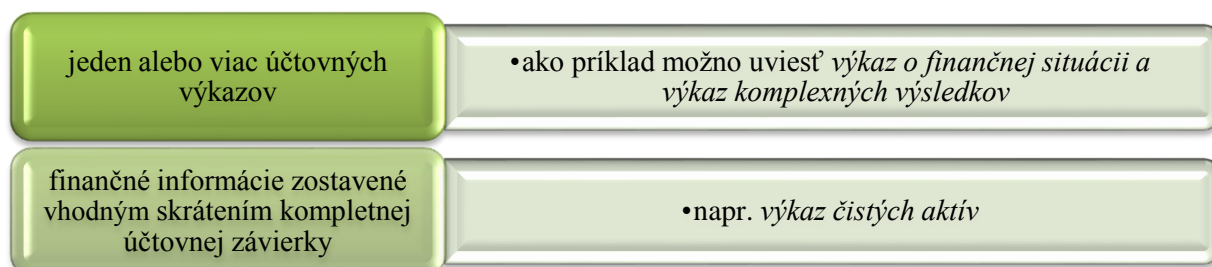 jeden alebo viac účtovných
výkazov
•ako príklad možno uviesť výkaz o finančnej situácii a
výkaz komplexných výsledkov
finančné informácie zostavené
vhodným skrátením kompletnej
účtovnej závierky
•napr. výkaz čistých aktív